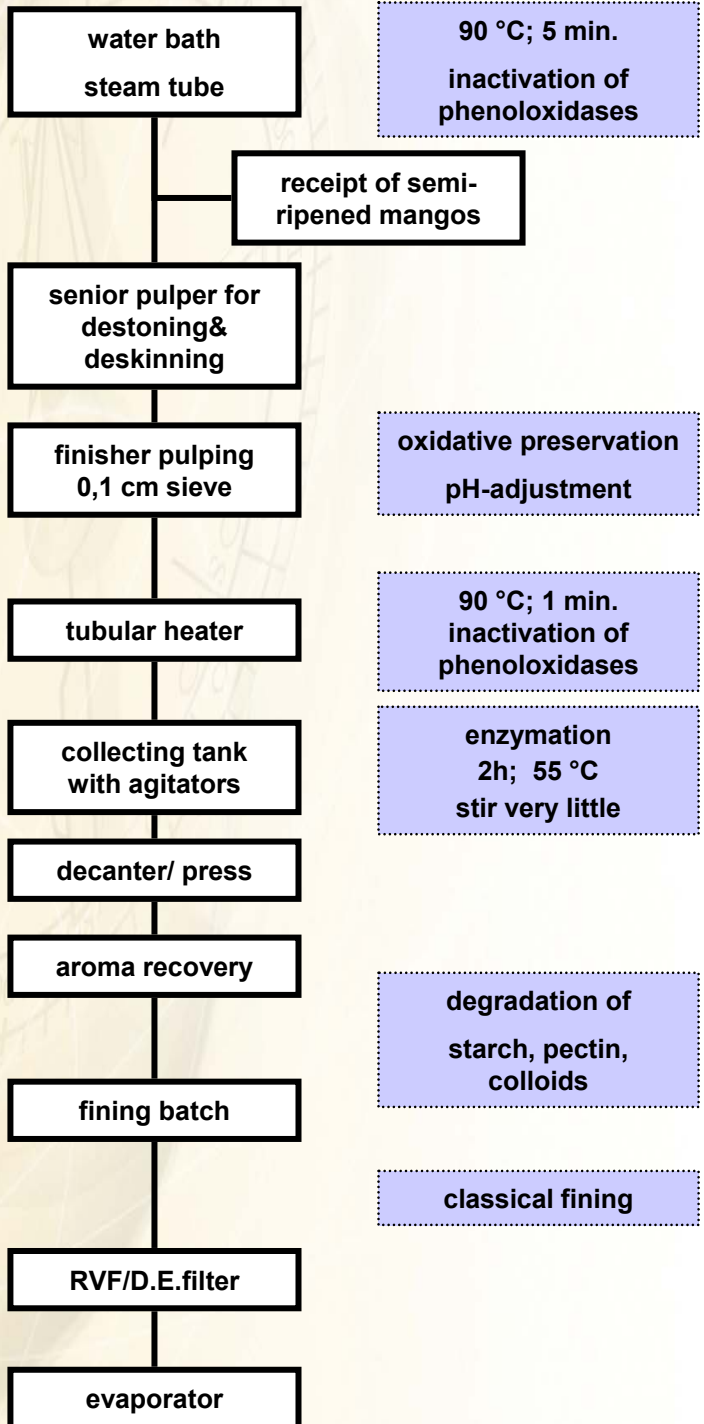 water bath
steam tube
90 °C; 5 min.
inactivation of
phenoloxidases
receipt of semi-
ripened mangos
senior pulper for
destoning&
deskinning
finisher pulping
0,1 cm sieve
oxidative preservation
pH-adjustment
tubular heater
90 °C; 1 min.
inactivation of
phenoloxidases
collecting tank
with agitators
enzymation
2h; 55 °C
stir very little
decanter/ press
aroma recovery
degradation of
starch, pectin,
colloids
fining batch
classical fining
RVF/D.E.filter
evaporator